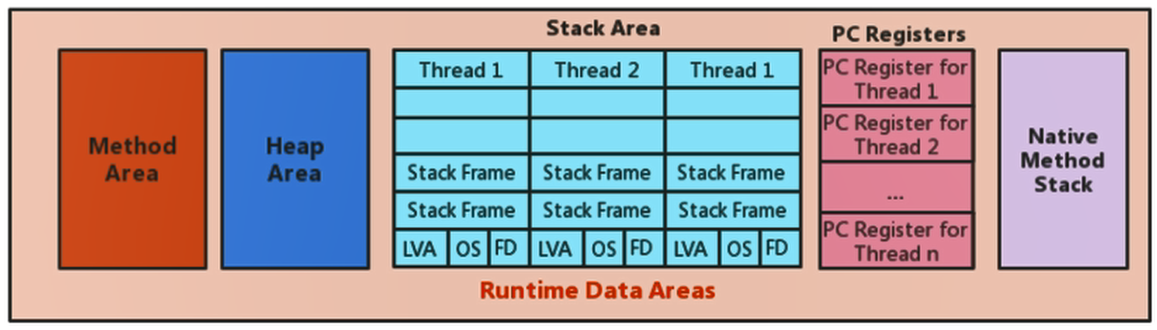 Stack Area
PC Registers
Method
Area
Heap
Area
Thread 1
Thread 2
Thread 1
Stack Frame
Stack Frame
Stack Frame
Stack Frame
Stack Frame
Stack Frame
LVA
OS
FD
LVA
OS
FD
LVA
OS
FD
PC Register for
Thread 1
PC Register for
Thread 2
...
PC Register for
Thread n
Native
Method
Stack
Runtime Data Areas